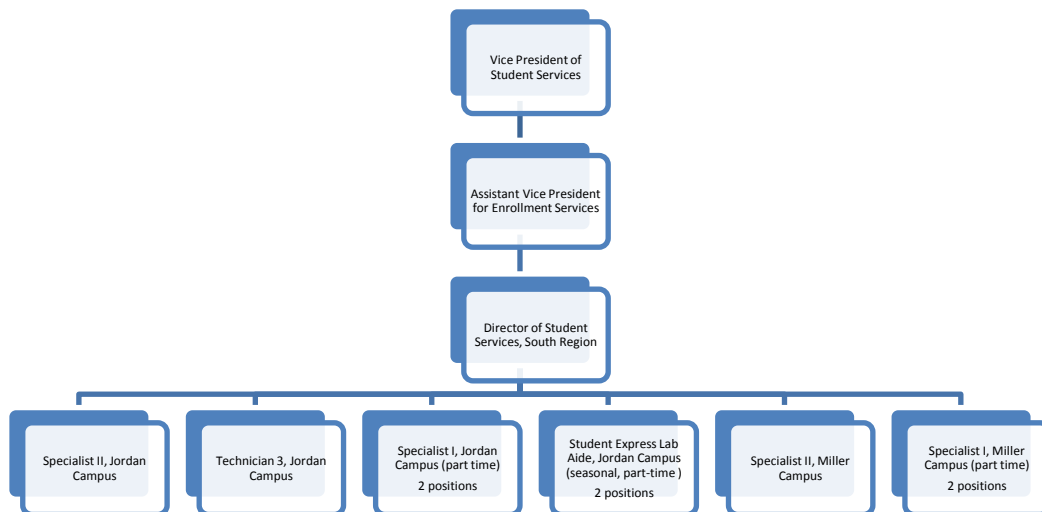 Vice President of
Student Services
Assistant Vice President
for Enrollment Services
Director of Student
Services, South Region
Specialist II, Jordan
Campus
Technician 3, Jordan
Campus
Specialist I, Jordan
Campus (part time)
2 positions
Student Express Lab
Aide, Jordan Campus
(seasonal, part-time )
2 positions
Specialist II, Miller
Campus
Specialist I, Miller
Campus (part time)
2 positions